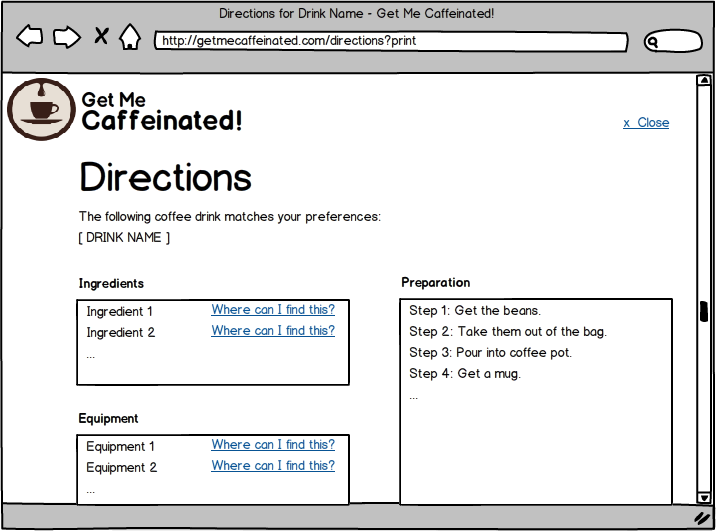 Directions for Drink Name - Get Me Caffeinated!
X
http://getmecaffeinated.com/directions?print
Get Me
Caffeinated!
x Close
Directions
The following coffee drink matches your preferences:
[ DRINK NAME ]
Ingredients
Ingredient 1 Where can I find this?
Ingredient 2 Where can I find this?
...
Equipment
Equipment 1 Where can I find this?
Equipment 2 Where can I find this?
...
Preparation
Step 1: Get the beans.
Step 2: Take them out of the bag.
Step 3: Pour into coffee pot.
Step 4: Get a mug.
...